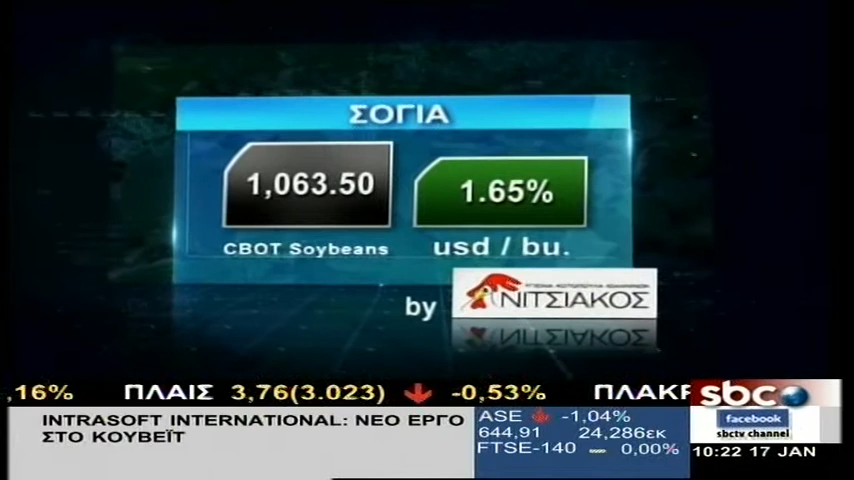 ΣΟΓΙΑ
1,063.50
1.65%
CBOT Soybeans
usd / bu.
by
ΝΙΤΣΙΑΚΟΣ
,16% ΠΛΑΙΣ 3,76(3.023) -0,53% ΠΛΑΚΡ
sbc
INTRASOFT INTERNATIONAL: ΝΕΟ ΕΡΓΟ
ΣΤΟ ΚΟΥΒΕΪΤ
ASE -1,04%
644,91 24,286εκ
FTSE-140 0,00%
facebook
sbctv channel
10:22 17 JAN